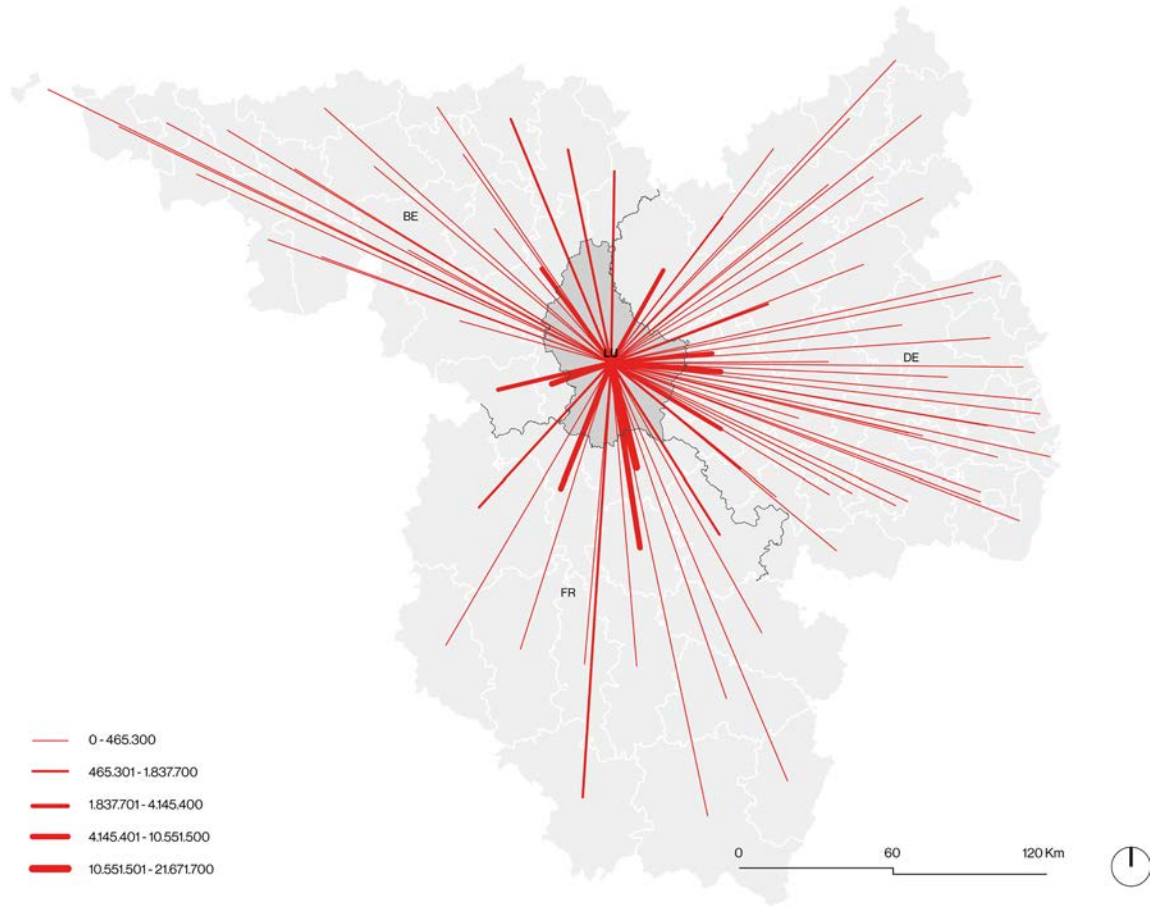 BE
LU
DE
FR
0 - 465.300
465.301 - 1.837.700
1.837.701 - 4.145.400
4.145.401 - 10.551.500
10.551.501 - 21.671.700
0 60 120 Km